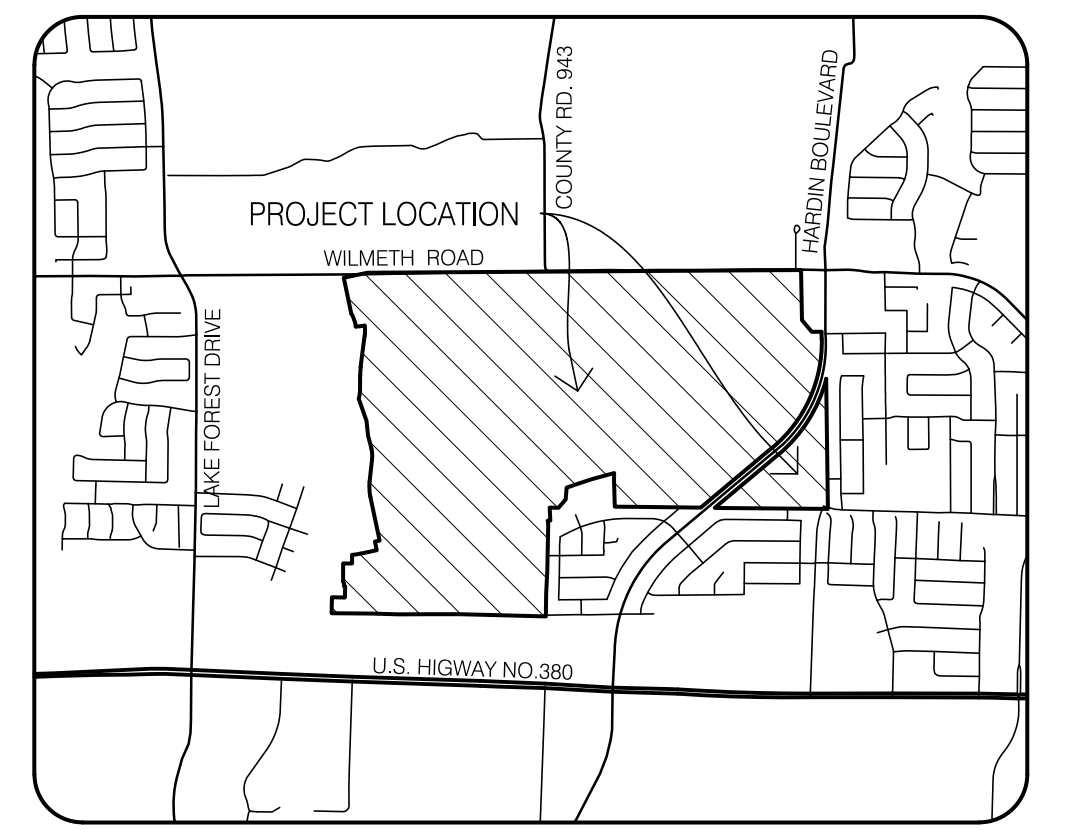 COUNTY RD. 943
HARDIN BOULEVARD
PROJECT LOCATION
WILMETH ROAD
LAKE FOREST DRIVE
U.S. HIGWAY NO.380